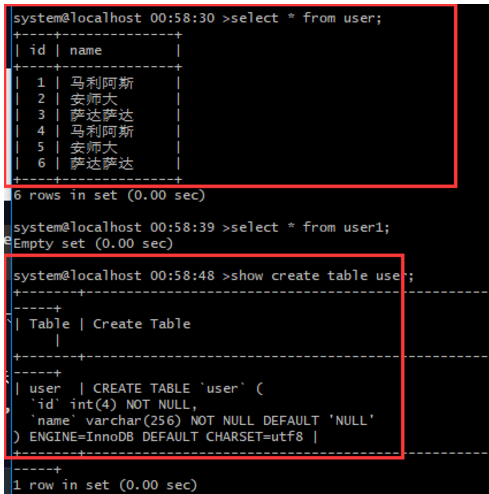 system@localhost 00:58:30 >select * from user;
+----+--------------+
| id | name         |
+----+--------------+
|  1 | 马利阿斯     |
|  2 | 安师大       |
|  3 | 萨达萨达     |
|  4 | 马利阿斯     |
|  5 | 安师大       |
|  6 | 萨达萨达     |
+----+--------------+
6 rows in set (0.00 sec)
system@localhost 00:58:39 >select * from user1;
Empty set (0.00 sec)
system@localhost 00:58:48 >show create table user;
+-------+-----------------------------------------------------
-----+
| Table | Create Table
     |
+-------+-----------------------------------------------------
-----+
| user  | CREATE TABLE `user` (
  `id` int(4) NOT NULL,
  `name` varchar(256) NOT NULL DEFAULT 'NULL'
) ENGINE=InnoDB DEFAULT CHARSET=utf8 |
+-------+-----------------------------------------------------
-----+
1 row in set (0.00 sec)